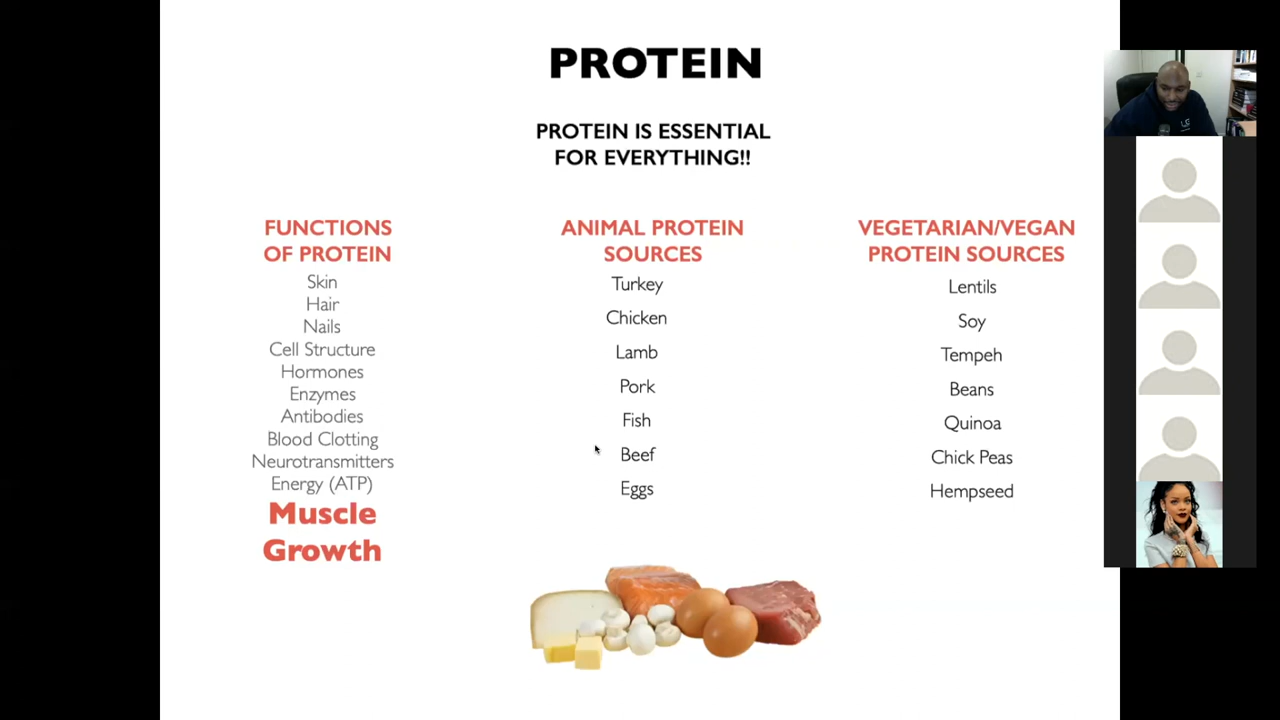 PROTEIN
PROTEIN IS ESSENTIAL
FOR EVERYTHING!!
FUNCTIONS
OF PROTEIN
Skin
Hair
Nails
Cell Structure
Hormones
Enzymes
Antibodies
Blood Clotting
Neurotransmitters
Energy (ATP)
Muscle
Growth
ANIMAL PROTEIN
SOURCES
Turkey
Chicken
Lamb
Pork
Fish
Beef
Eggs
VEGETARIAN/VEGAN
PROTEIN SOURCES
Lentils
Soy
Tempeh
Beans
Quinoa
Chick Peas
Hempseed